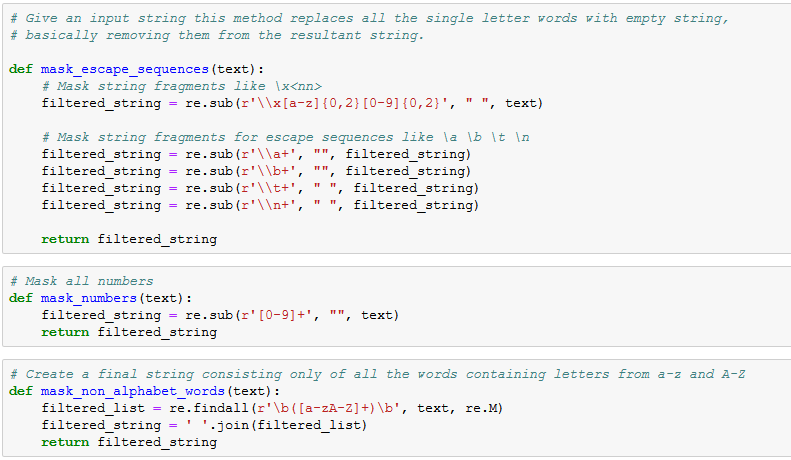 # Give an input string this method replaces all the single letter words with empty string,
# basically removing them from the resultant string.
def mask_escape_sequences(text):
# Mask string fragments like \x<nn>
filtered_string = re.sub(r'\\x[a-z]{0,2}[0-9]{0,2}', " ", text)
# Mask string fragments for escape sequences like \a \b \t \n
filtered_string = re.sub(r'\\a+', "", filtered_string)
filtered_string = re.sub(r'\\b+', "", filtered_string)
filtered_string = re.sub(r'\\t+', " ", filtered_string)
filtered_string = re.sub(r'\\n+', " ", filtered_string)
return filtered_string
# Mask all numbers
def mask_numbers(text):
filtered_string = re.sub(r'[0-9]+', "", text)
return filtered_string
# Create a final string consisting only of all the words containing letters from a-z and A-Z
def mask_non_alphabet_words(text):
filtered_list = re.findall(r'\b([a-zA-Z]+)\b', text, re.M)
filtered_string = ' '.join(filtered_list)
return filtered_string